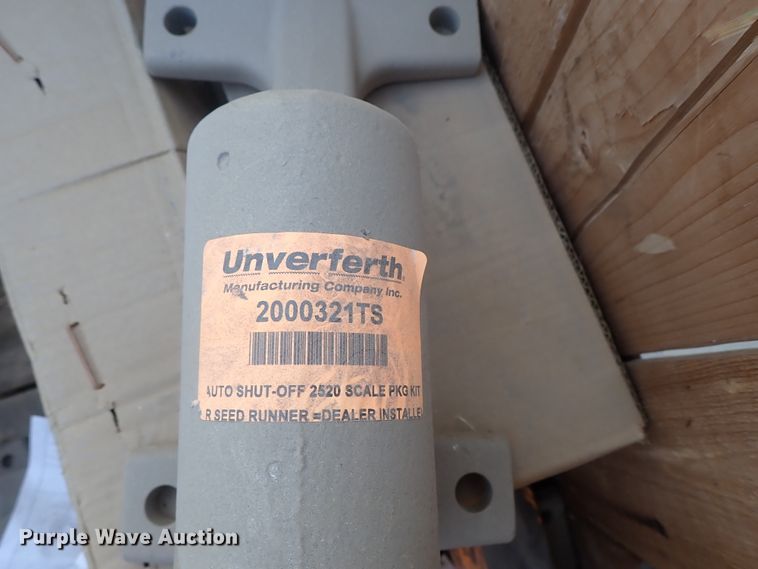 Unverferth
Manufacturing Company Inc.
2000321TS
AUTO SHUT-OFF 2520 SCALE PKG KIT
R SEED RUNNER =DEALER INSTALLE
Purple Wave Auction